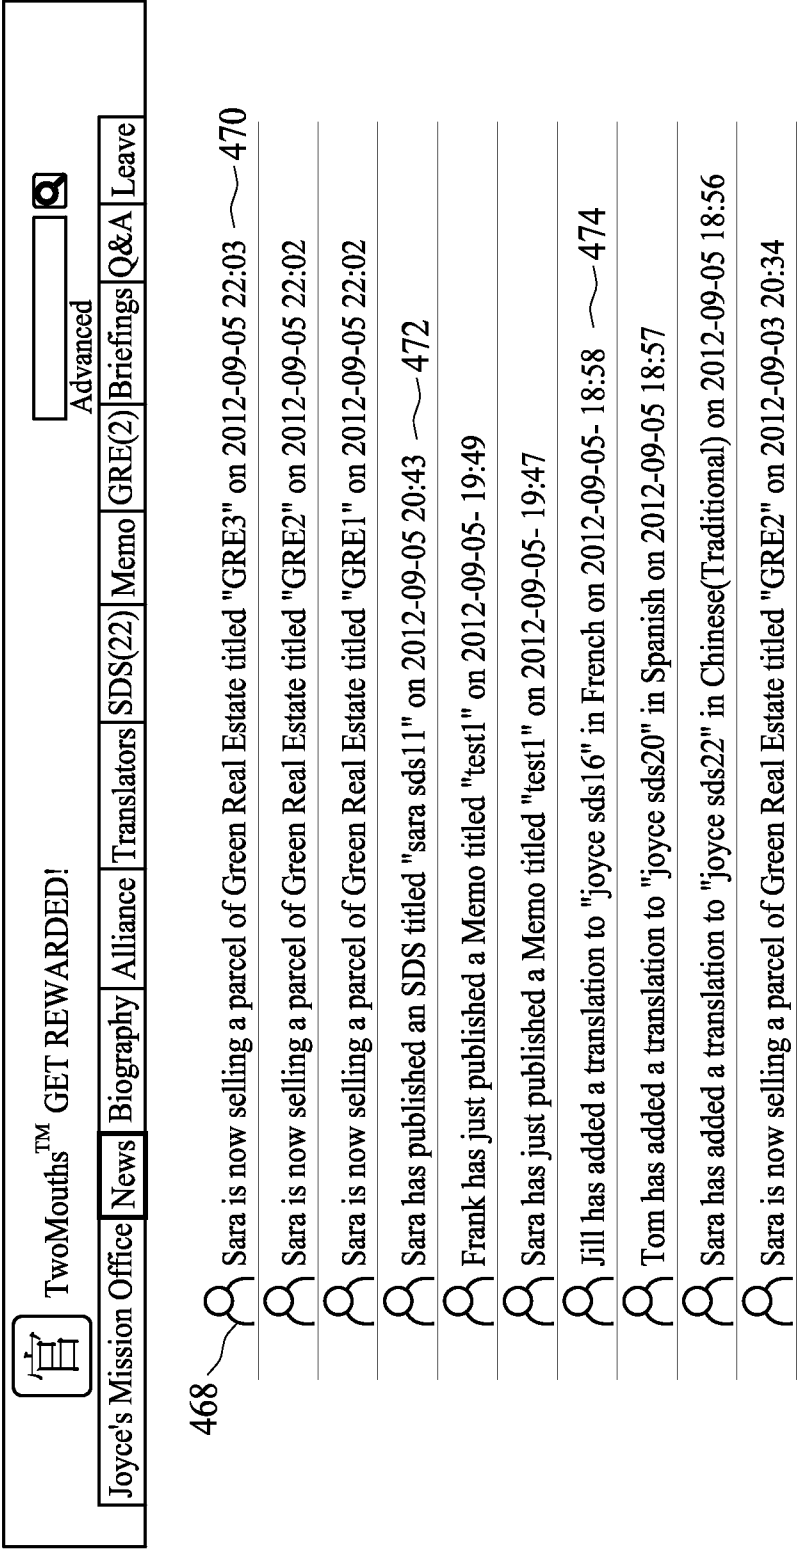 官 TwoMouths™ GET REWARDED!
Advanced
Joyce's Mission Office News Biography Alliance Translators SDS(22) Memo GRE(2) Briefings Q&A Leave
468
Sara is now selling a parcel of Green Real Estate titled "GRE3" on 2012-09-05 22:03 470
Sara is now selling a parcel of Green Real Estate titled "GRE2" on 2012-09-05 22:02
Sara is now selling a parcel of Green Real Estate titled "GRE1" on 2012-09-05 22:02
Sara has published an SDS titled "sara sds11" on 2012-09-05 20:43 472
Frank has just published a Memo titled "test1" on 2012-09-05- 19:49
Sara has just published a Memo titled "test1" on 2012-09-05- 19:47
Jill has added a translation to "joyce sds16" in French on 2012-09-05- 18:58 474
Tom has added a translation to "joyce sds20" in Spanish on 2012-09-05 18:57
Sara has added a translation to "joyce sds22" in Chinese(Traditional) on 2012-09-05 18:56
Sara is now selling a parcel of Green Real Estate titled "GRE2" on 2012-09-03 20:34